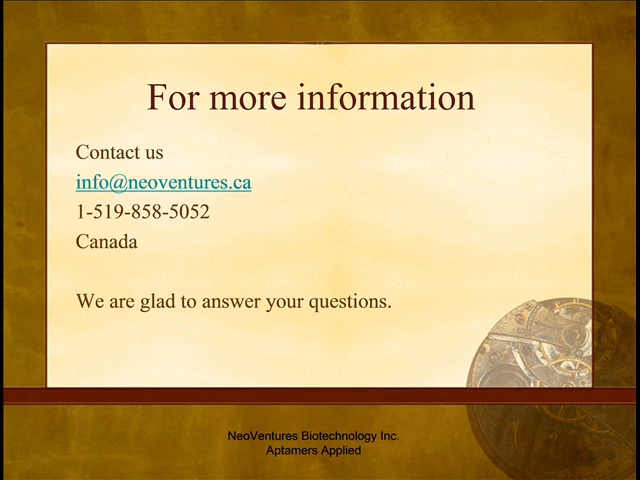 For more information
Contact us
info@neoventures.ca
1-519-858-5052
Canada
We are glad to answer your questions.
NeoVentures Biotechnology Inc.
Aptamers Applied